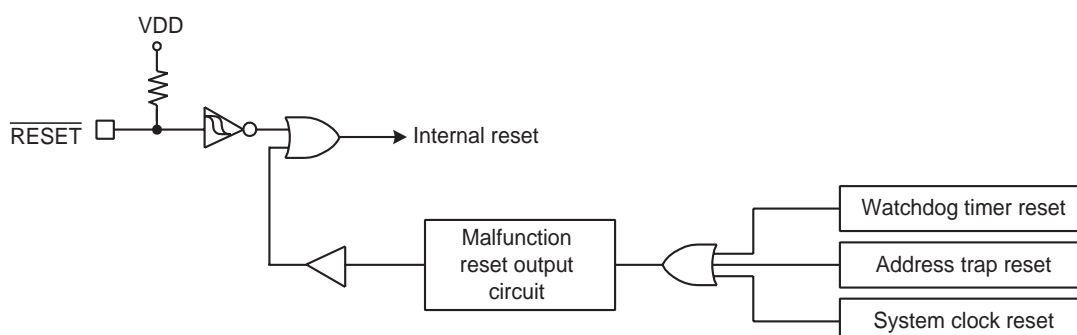 VDD
RESET
Internal reset
Watchdog timer reset
Malfunction
reset output
circuit
Address trap reset
System clock reset